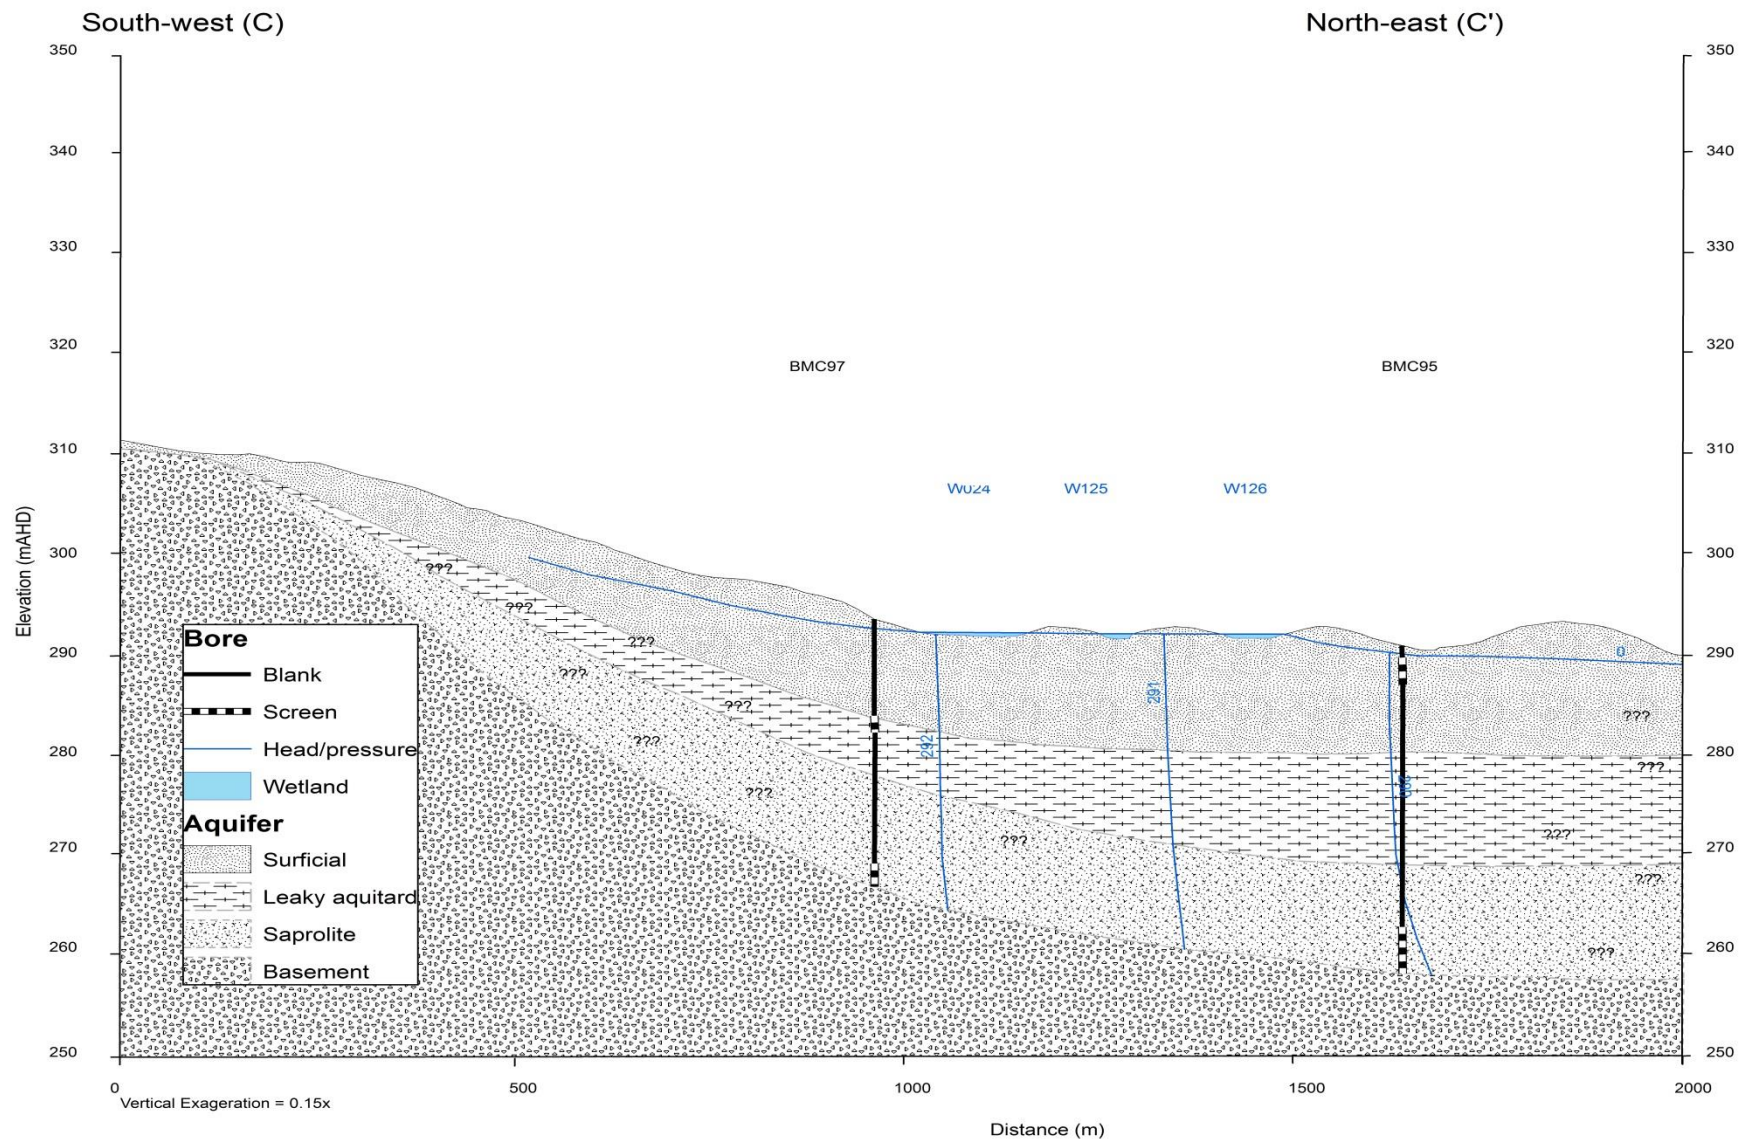 South-west (C)
North-east (C')
350
340
330
320
310
300
290
280
270
260
250
350
340
330
320
310
300
290
280
270
260
250
Elevation (mAHD)
BMC97
BMC95
W024
W125
W126
0
291
292
???
???
???
???
???
???
???
???
???
???
???
???
???
Bore
Blank
Screen
Head/pressure
Wetland
Aquifer
Surficial
Leaky aquitard
Saprolite
Basement
0
500
1000
1500
2000
Vertical Exageration = 0.15x
Distance (m)